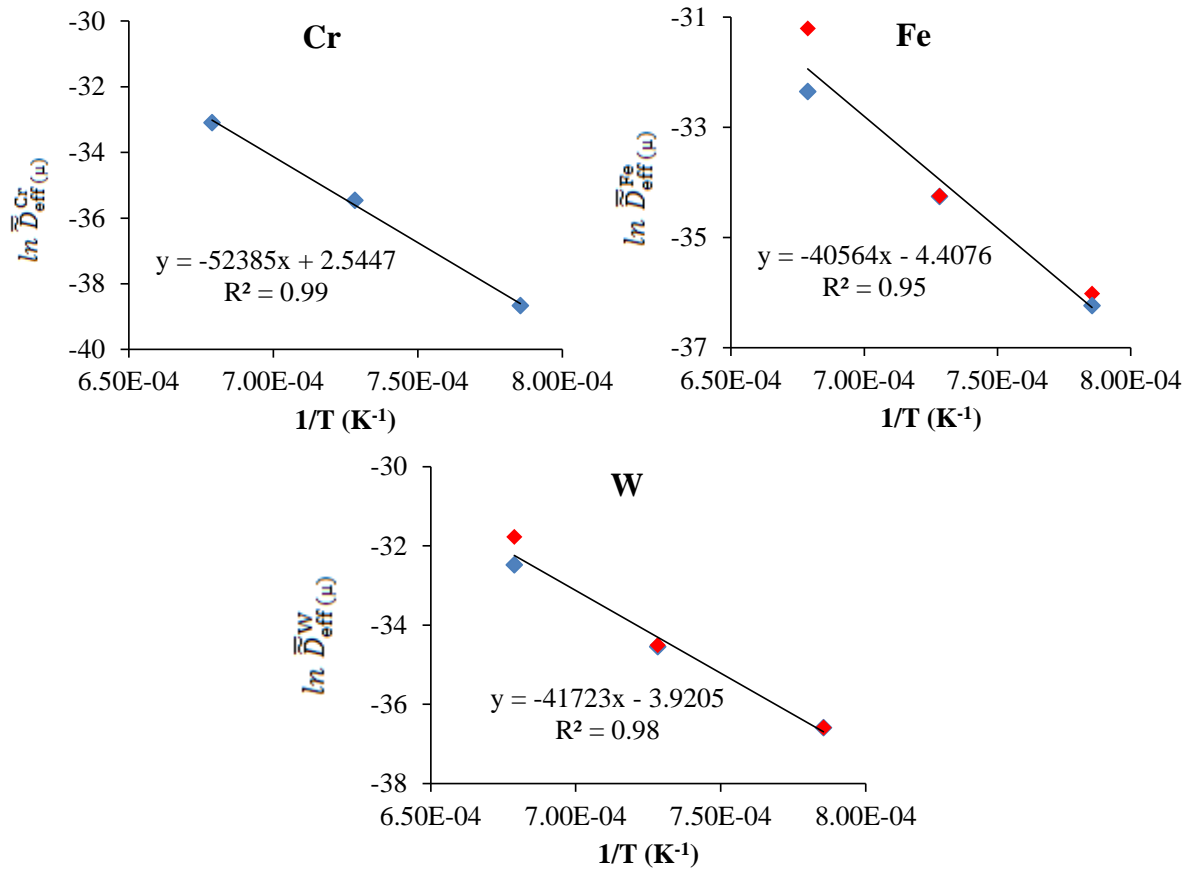 Cr
-30
-32
-34
-36
-38
-40
ln D̿̃ Cr eff (μ)
y = -52385x + 2.5447
R² = 0.99
6.50E-04 7.00E-04 7.50E-04 8.00E-04
1/T (K⁻¹)
Fe
-31
-33
-35
-37
ln D̿̃ Fe eff (μ)
y = -40564x - 4.4076
R² = 0.95
6.50E-04 7.00E-04 7.50E-04 8.00E-04
1/T (K⁻¹)
W
-30
-32
-34
-36
-38
ln D̿̃ W eff (μ)
y = -41723x - 3.9205
R² = 0.98
6.50E-04 7.00E-04 7.50E-04 8.00E-04
1/T (K⁻¹)